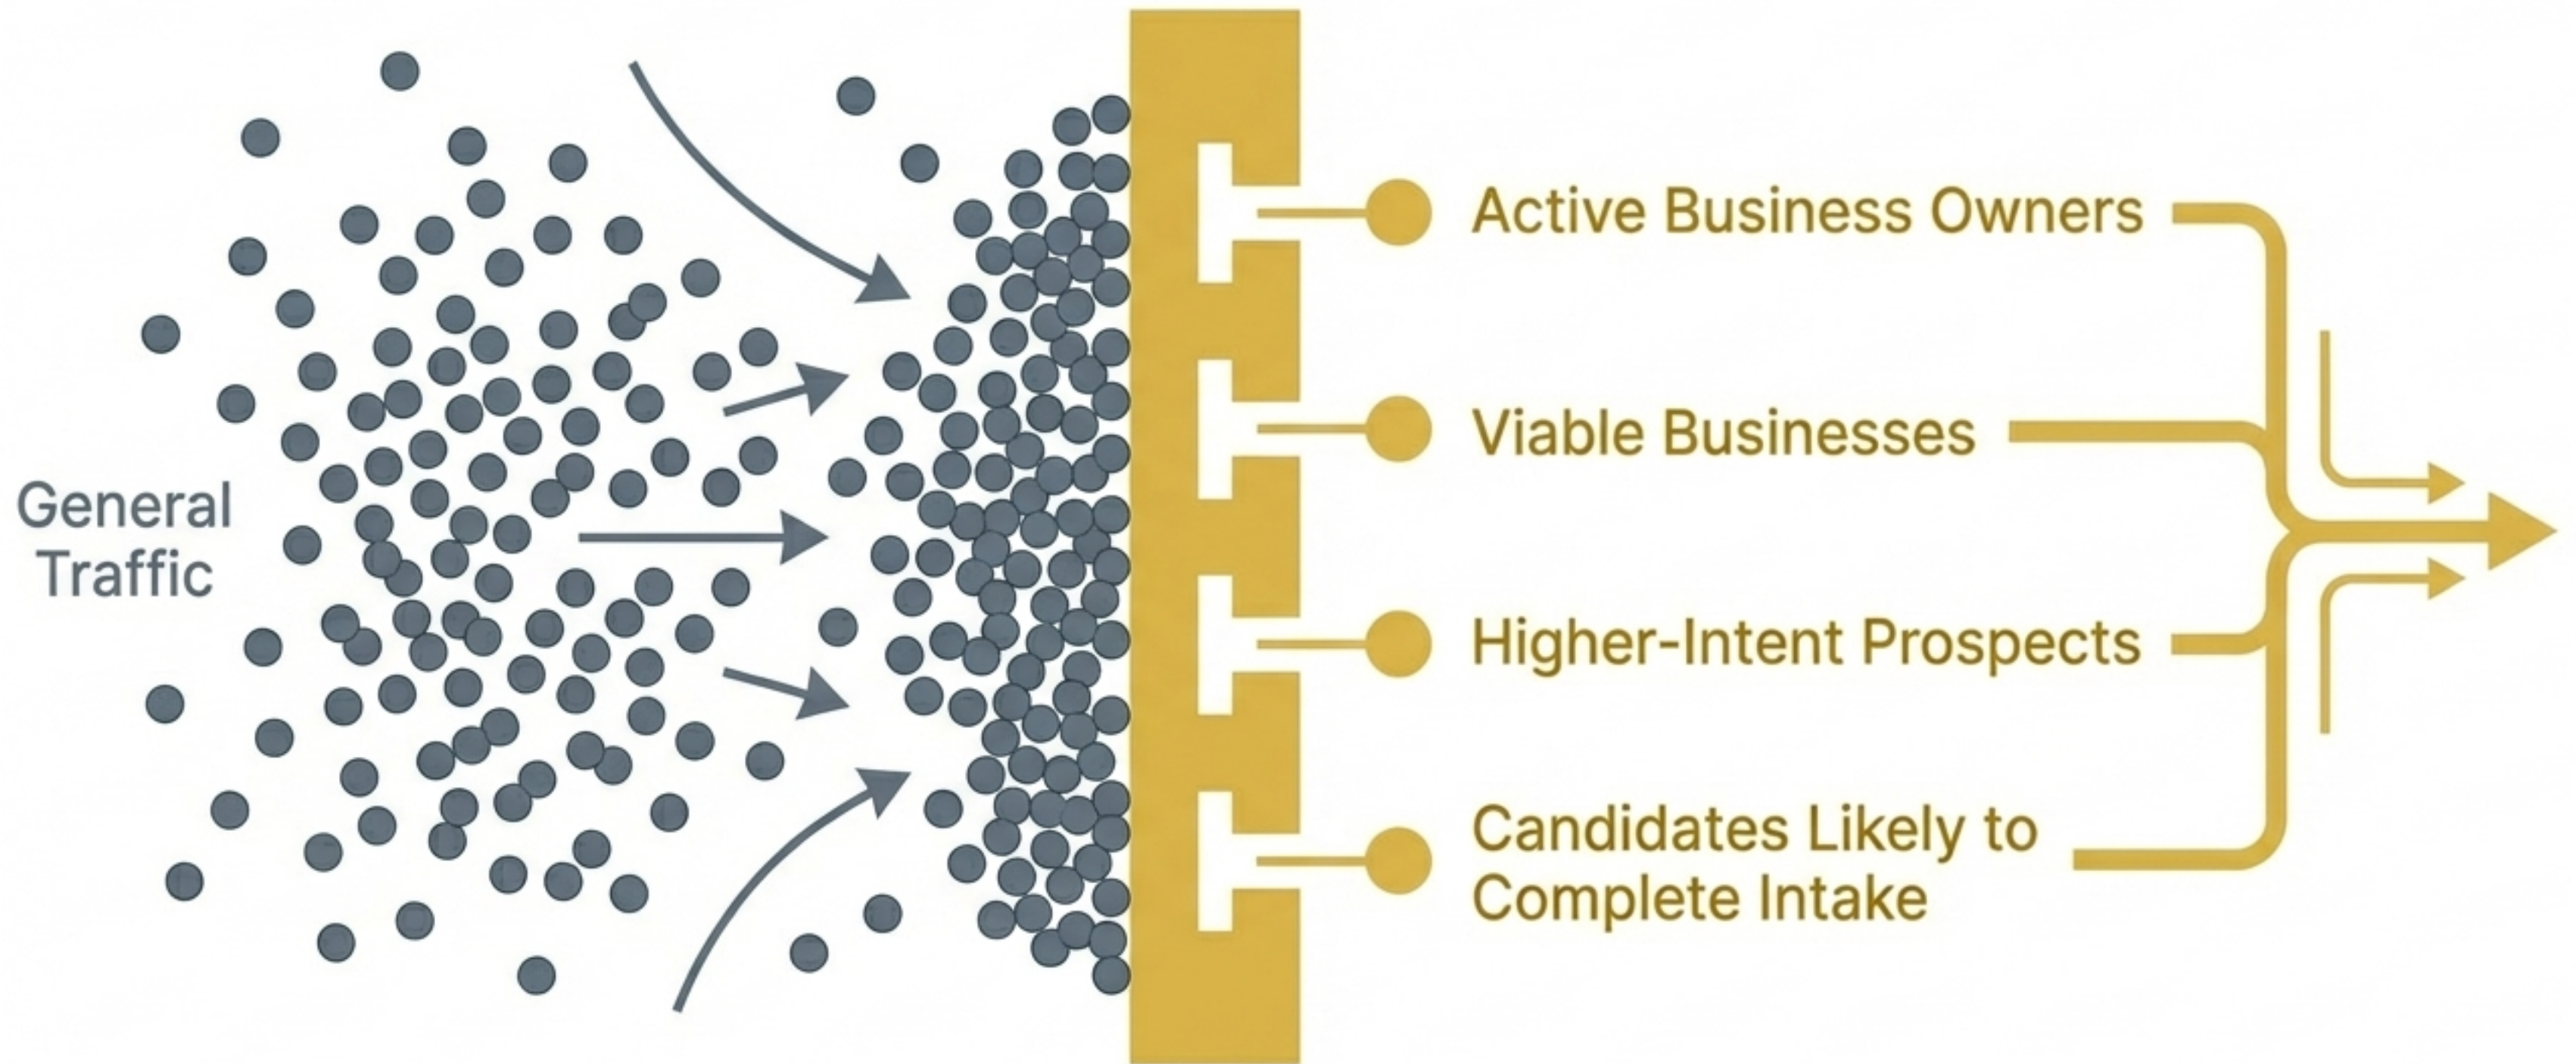 General
Traffic
Active Business Owners
Viable Businesses
Higher-Intent Prospects
Candidates Likely to
Complete Intake